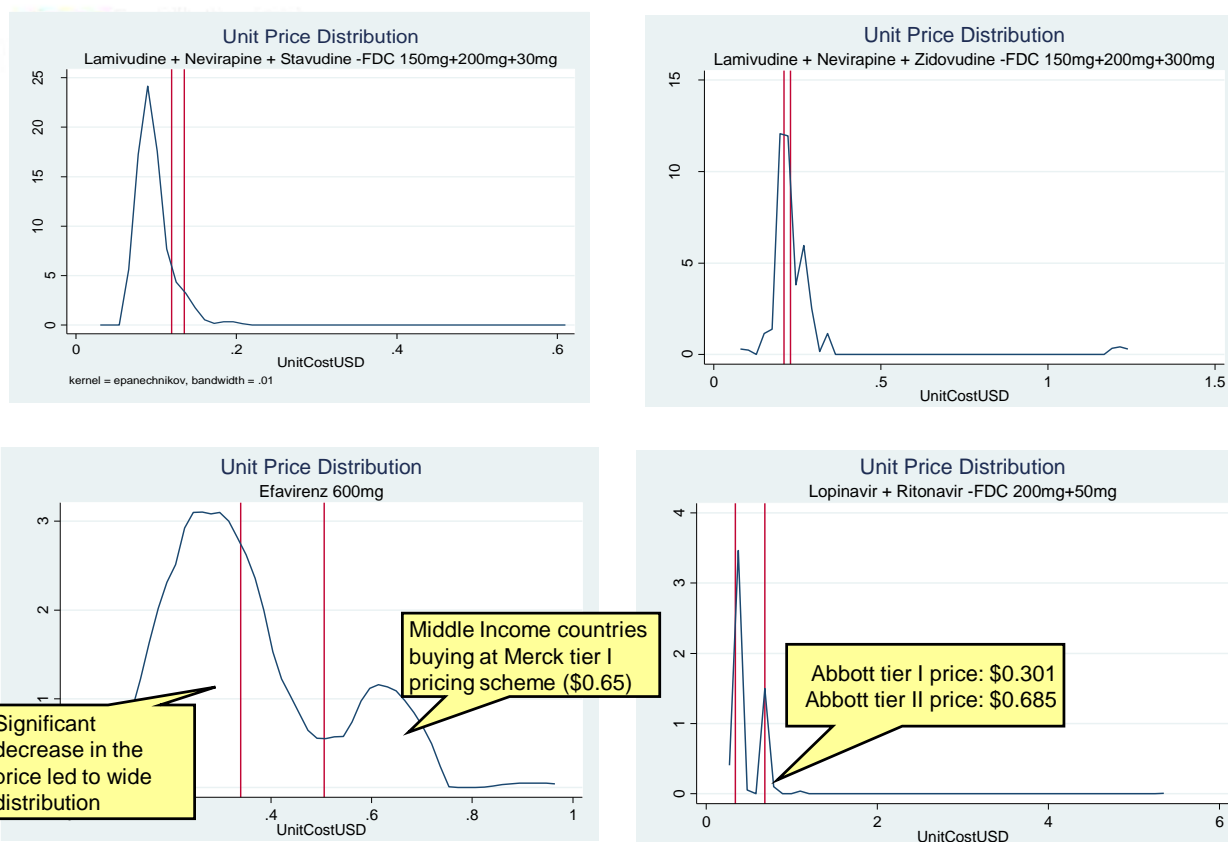 Unit Price Distribution
Lamivudine + Nevirapine + Stavudine -FDC 150mg+200mg+30mg
25
20
15
10
5
0
0 .2 .4 .6
UnitCostUSD
kernel = epanechnikov, bandwidth = .01
Unit Price Distribution
Lamivudine + Nevirapine + Zidovudine -FDC 150mg+200mg+300mg
15
10
5
0
0 .5 1 1.5
UnitCostUSD
Unit Price Distribution
Efavirenz 600mg
3
2
1
.4 .6 .8 1
UnitCostUSD
Significant
decrease in the
price led to wide
distribution
Middle Income countries
buying at Merck tier I
pricing scheme ($0.65)
Unit Price Distribution
Lopinavir + Ritonavir -FDC 200mg+50mg
4
3
2
1
0
0 2 4 6
UnitCostUSD
Abbott tier I price: $0.301
Abbott tier II price: $0.685